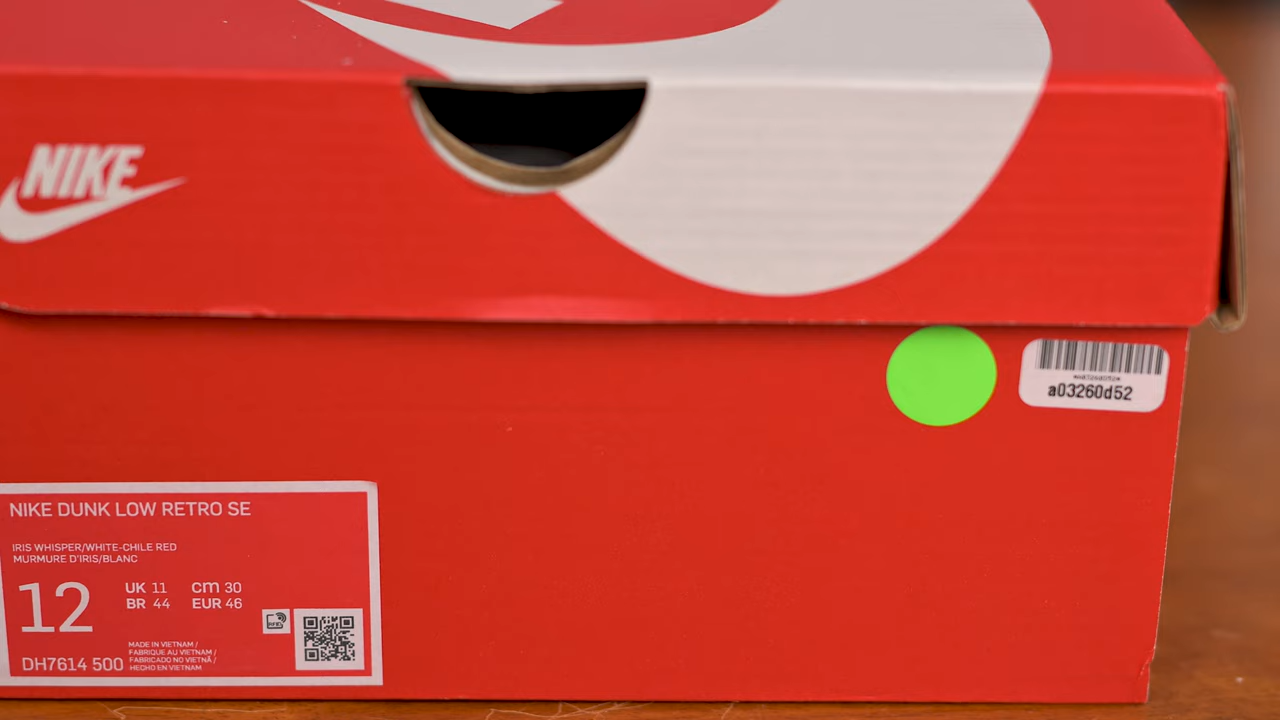 NIKE
a03260d52
NIKE DUNK LOW RETRO SE
IRIS WHISPER/WHITE-CHILE RED
MURMURE D'IRIS/BLANC
12
UK 11 CM 30
BR 44 EUR 46
RFID
MADE IN VIETNAM /
FABRIQUE AU VIETNAM /
FABRICADO NO VIETNÃ /
HECHO EN VIETNAM
DH7614 500